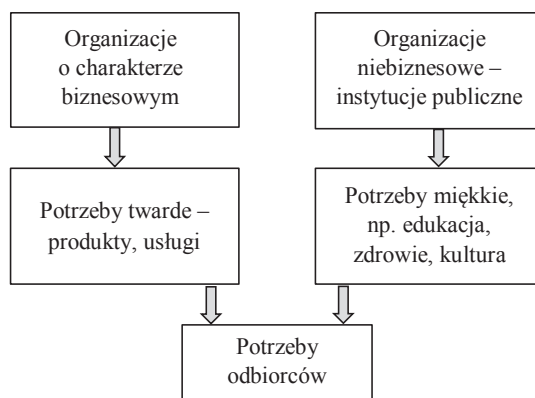 Organizacje
o charakterze
biznesowym
Organizacje
niebiznesowe –
instytucje publiczne
Potrzeby twarde –
produkty, usługi
Potrzeby miękkie,
np. edukacja,
zdrowie, kultura
Potrzeby
odbiorców